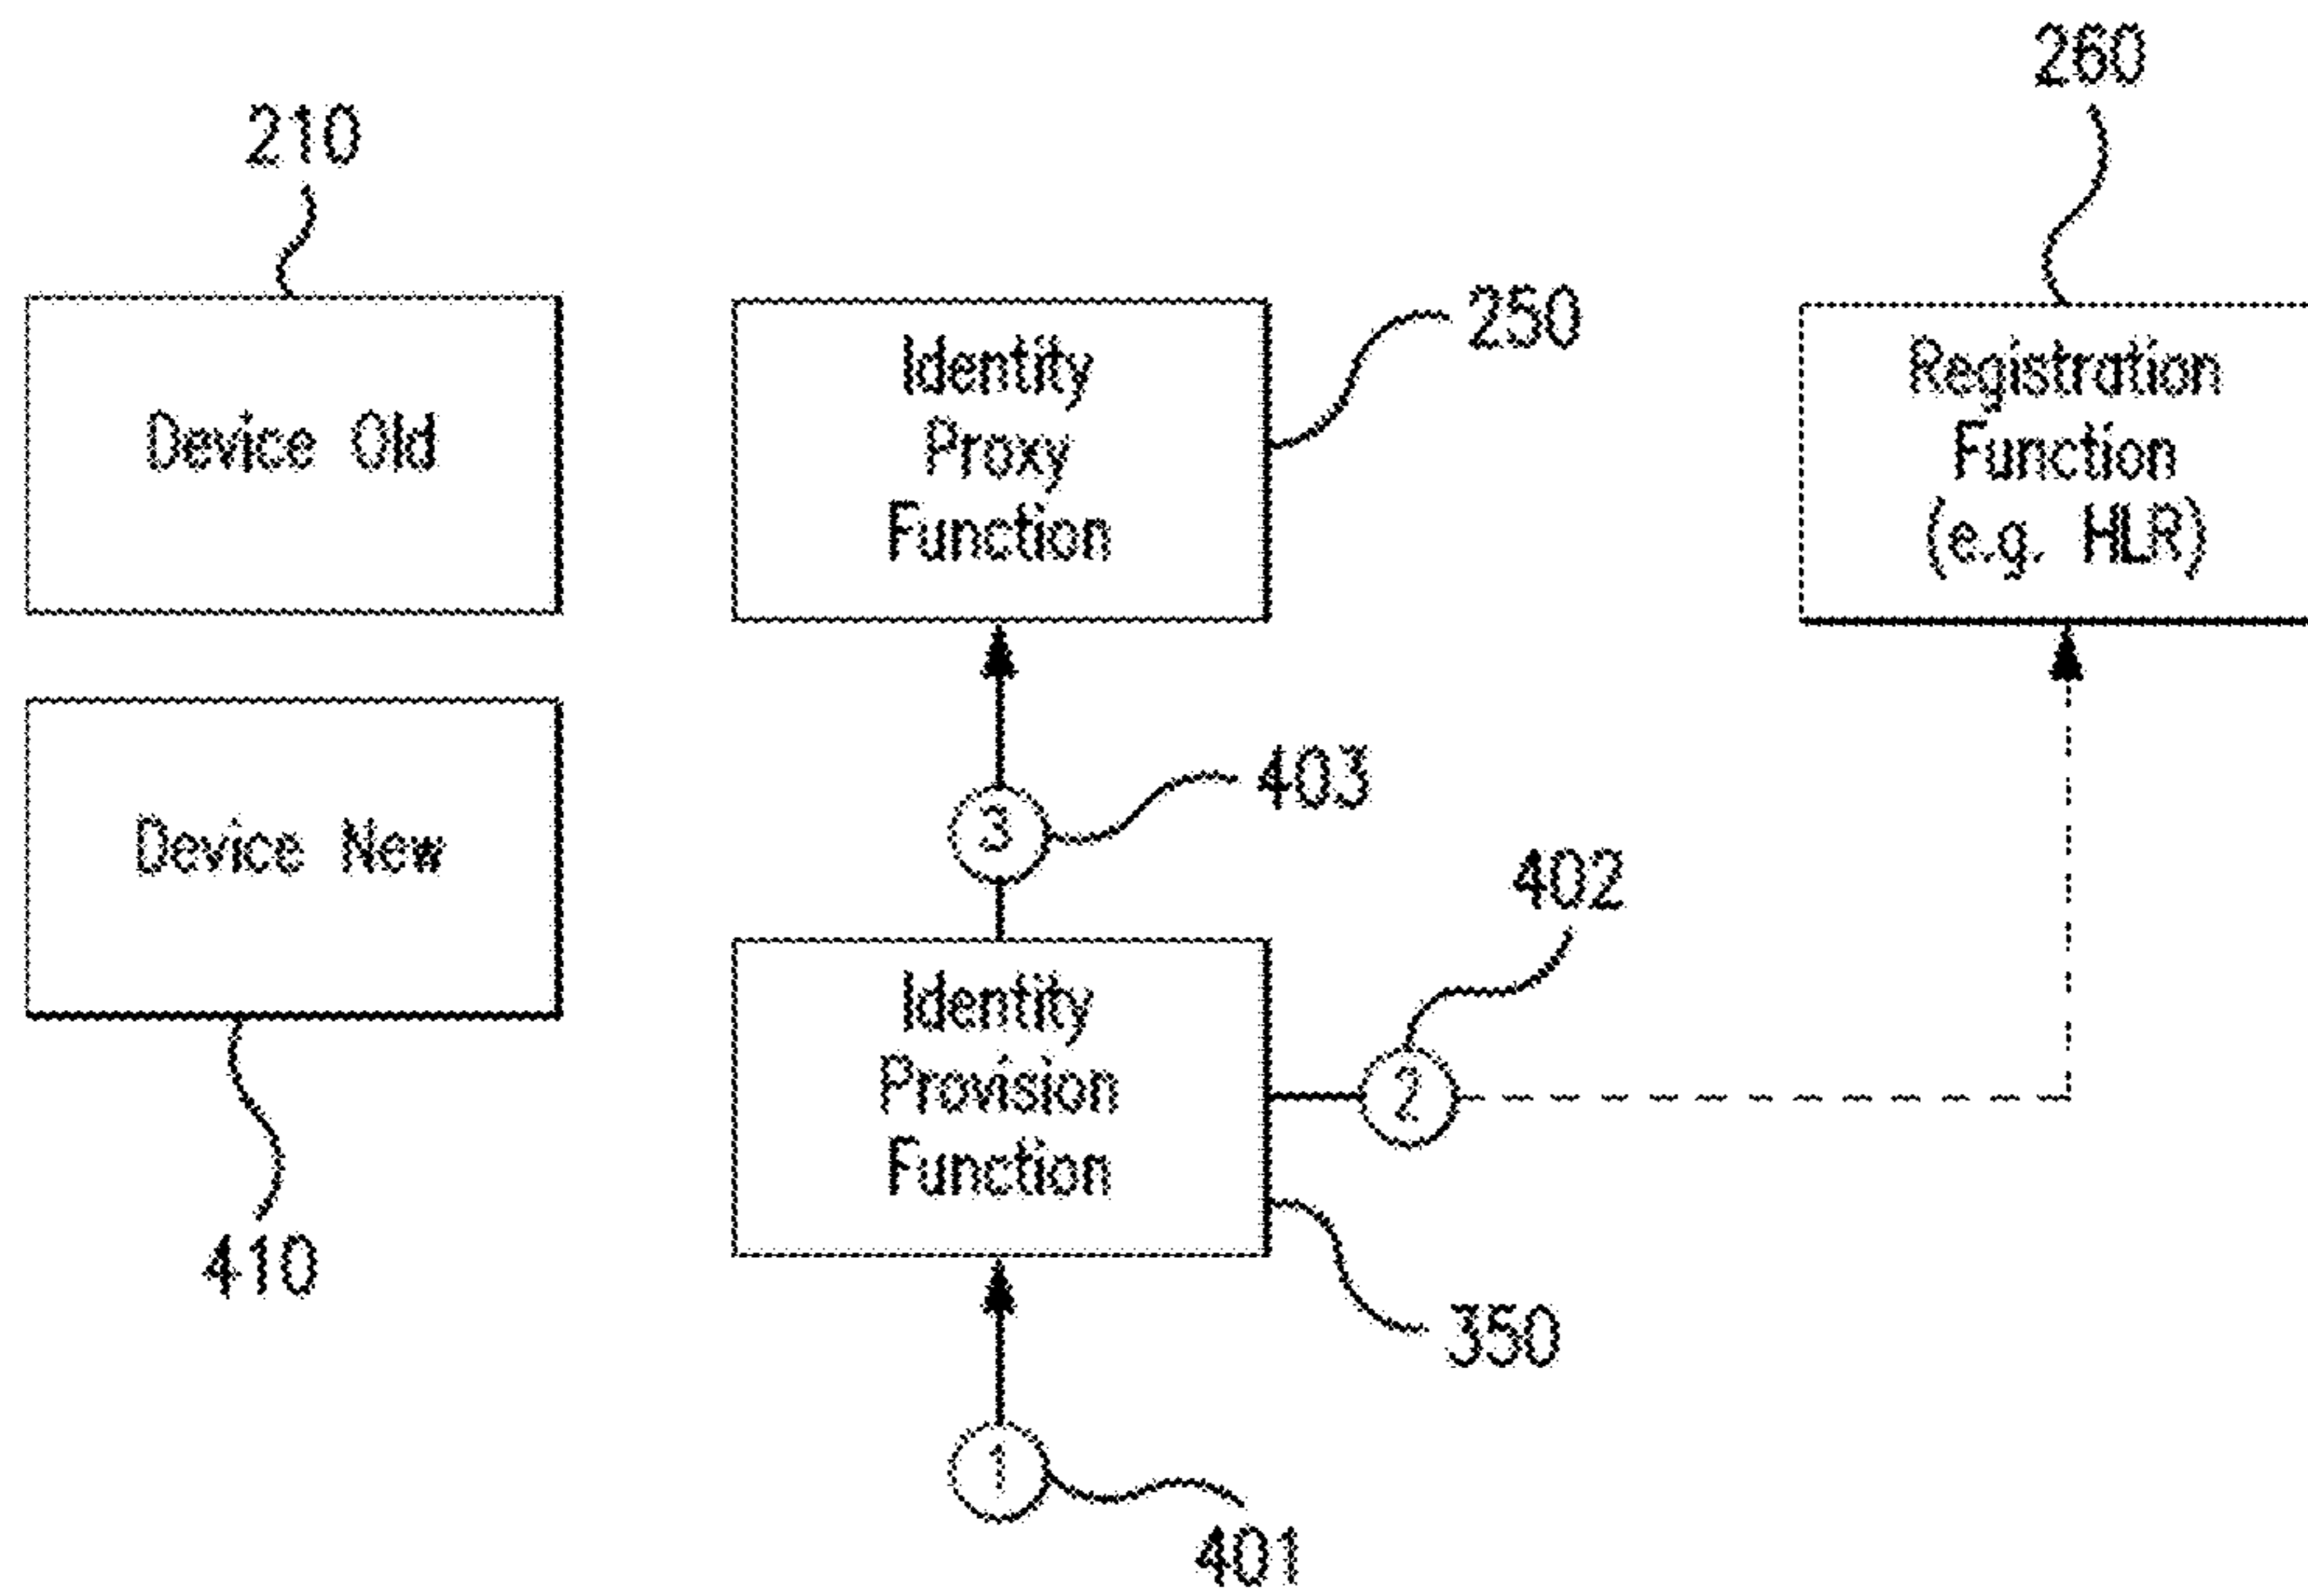 260
210
250
Device Old
Identity
Proxy
Function
Registration
Function
(e.g. HLR)
403
3
Device New
402
Identity
Provision
Function
2
410
350
1
401